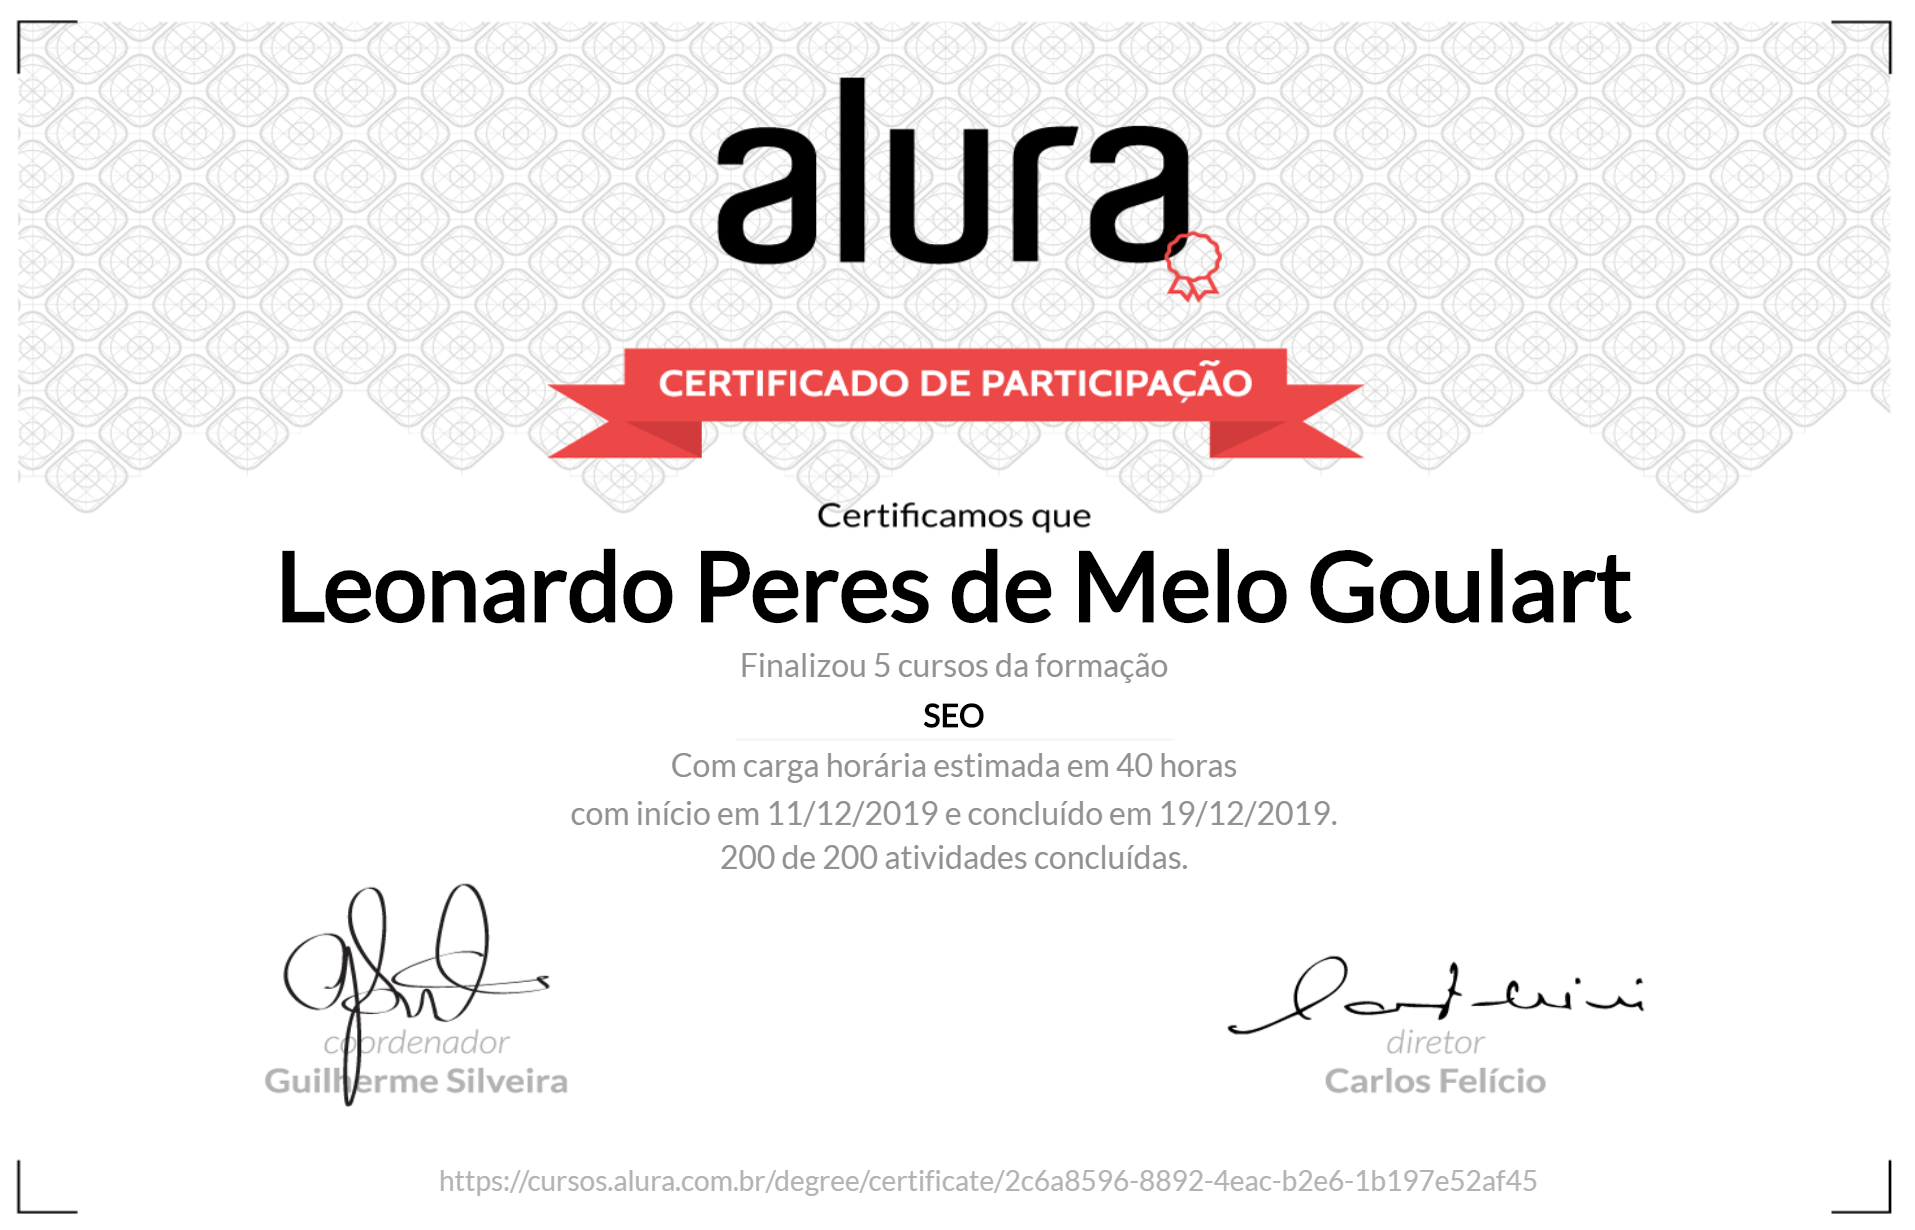 alura
CERTIFICADO DE PARTICIPAÇÃO
Certificamos que
Leonardo Peres de Melo Goulart
Finalizou 5 cursos da formação
SEO
Com carga horária estimada em 40 horas
com início em 11/12/2019 e concluído em 19/12/2019.
200 de 200 atividades concluídas.
coordenador
Guilherme Silveira
diretor
Carlos Felício
https://cursos.alura.com.br/degree/certificate/2c6a8596-8892-4eac-b2e6-1b197e52af45